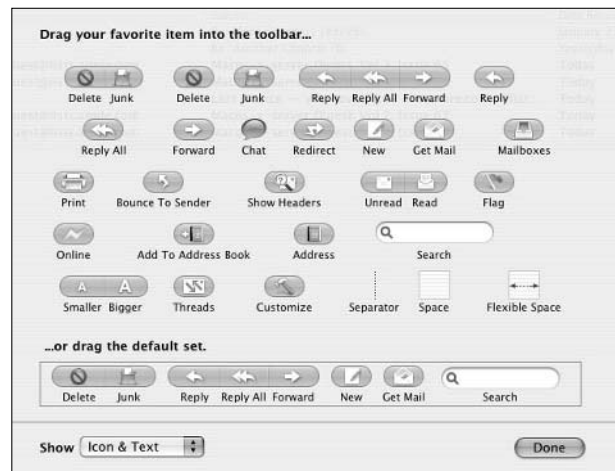 Drag your favorite item into the toolbar...
Delete Junk Delete Junk Reply Reply All Forward Reply
Reply All Forward Chat Redirect New Get Mail Mailboxes
Print Bounce To Sender Show Headers Unread Read Flag
Online Add To Address Book Address Search
A A
Smaller Bigger Threads Customize Separator Space Flexible Space
...or drag the default set.
Delete Junk Reply Reply All Forward New Get Mail Search
Show Icon & Text Done